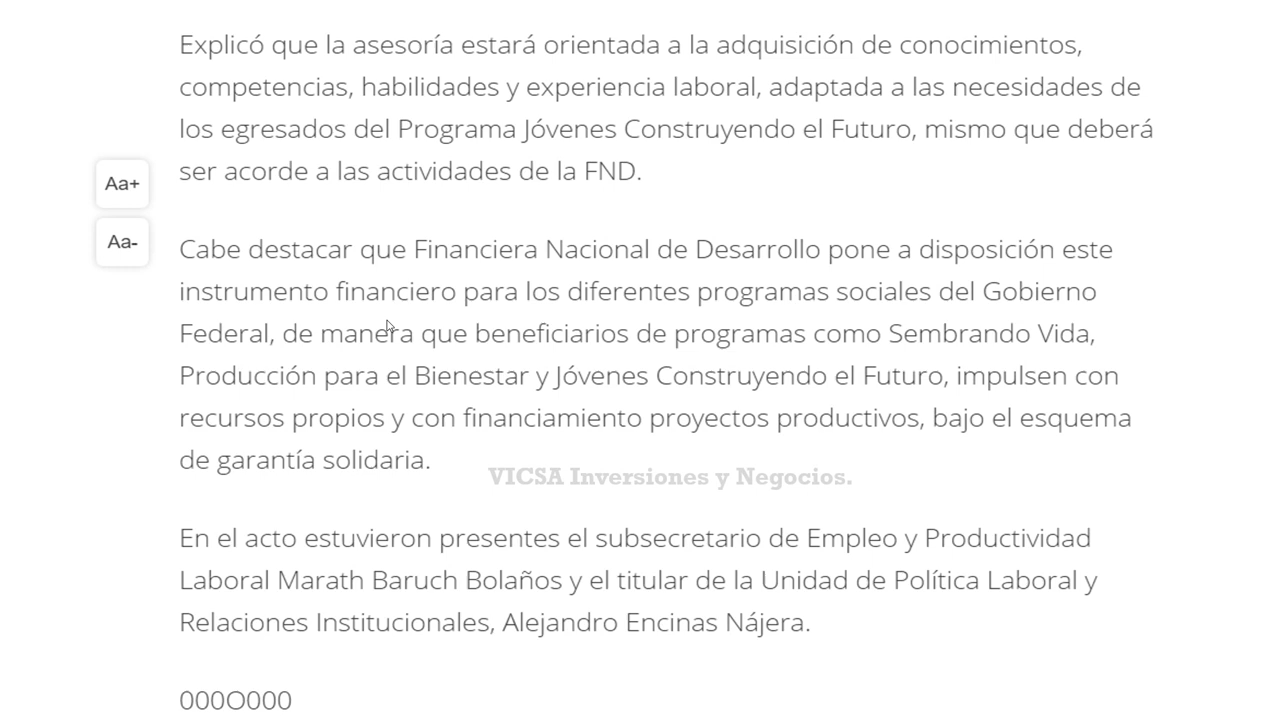 Explicó que la asesoría estará orientada a la adquisición de conocimientos,
competencias, habilidades y experiencia laboral, adaptada a las necesidades de
los egresados del Programa Jóvenes Construyendo el Futuro, mismo que deberá
ser acorde a las actividades de la FND.
Aa+
Aa-
Cabe destacar que Financiera Nacional de Desarrollo pone a disposición este
instrumento financiero para los diferentes programas sociales del Gobierno
Federal, de manera que beneficiarios de programas como Sembrando Vida,
Producción para el Bienestar y Jóvenes Construyendo el Futuro, impulsen con
recursos propios y con financiamiento proyectos productivos, bajo el esquema
de garantía solidaria.
VICSA Inversiones y Negocios.
En el acto estuvieron presentes el subsecretario de Empleo y Productividad
Laboral Marath Baruch Bolaños y el titular de la Unidad de Política Laboral y
Relaciones Institucionales, Alejandro Encinas Nájera.
000O000